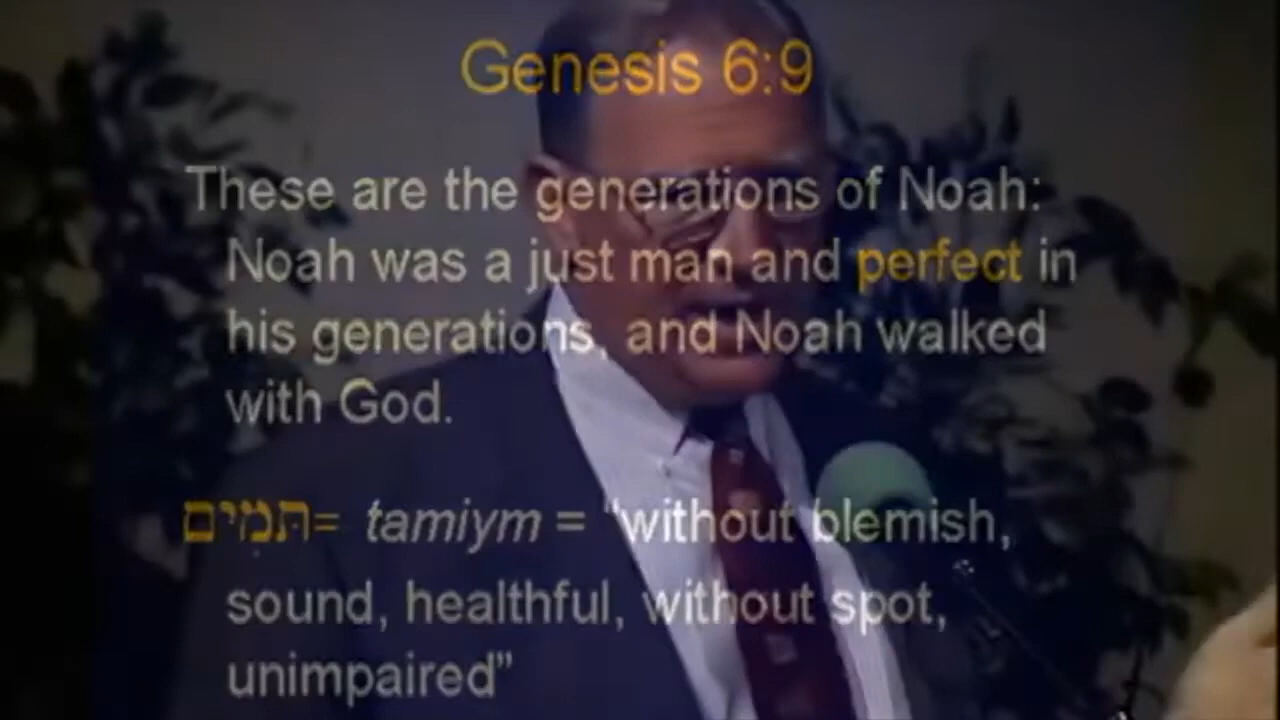 Genesis 6:9
These are the generations of Noah:
Noah was a just man and perfect in
his generations, and Noah walked
with God.
תּמִים= tamiym = "without blemish,
sound, healthful, without spot,
unimpaired"